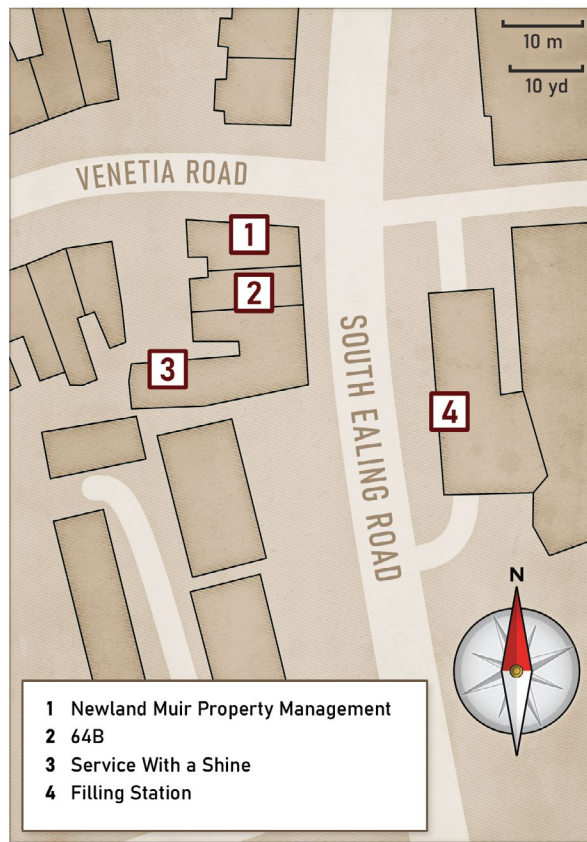 10 m
10 yd
VENETIA ROAD
1
2
3
4
SOUTH EALING ROAD
N
1 Newland Muir Property Management
2 64B
3 Service With a Shine
4 Filling Station